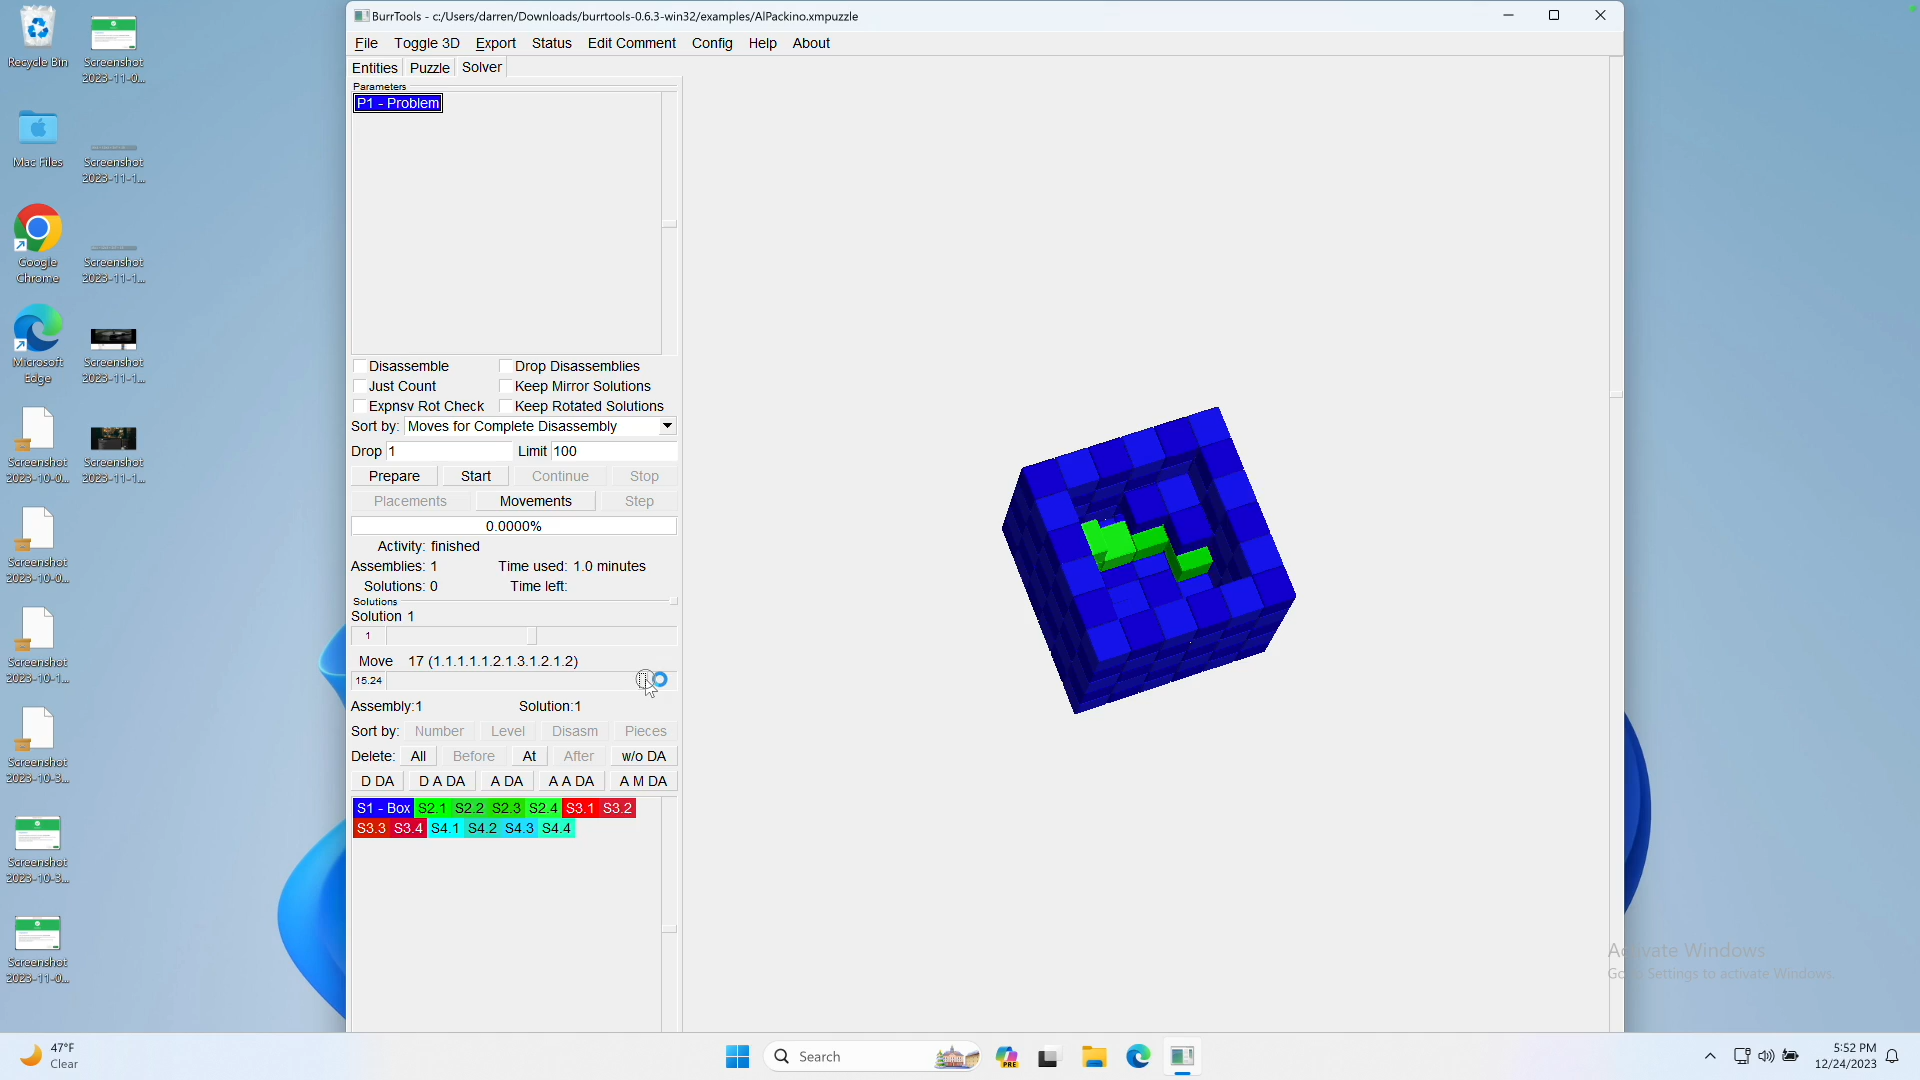 BurrTools - c:/Users/darren/Downloads/burrtools-0.6.3-win32/examples/AlPackino.xmpuzzle
File Toggle 3D Export Status Edit Comment Config Help About
Entities Puzzle Solver
Parameters
P1 - Problem
Disassemble Drop Disassemblies
Just Count Keep Mirror Solutions
Expnsv Rot Check Keep Rotated Solutions
Sort by: Moves for Complete Disassembly
Drop 1 Limit 100
Prepare Start Continue Stop
Placements Movements Step
0.0000%
Activity: finished
Assemblies: 1 Time used: 1.0 minutes
Solutions: 0 Time left:
Solutions
Solution 1
1
Move 17 (1.1.1.1.1.2.1.3.1.2.1.2)
15.24
Assembly:1 Solution:1
Sort by: Number Level Disasm Pieces
Delete: All Before At After w/o DA
D DA D A DA A DA A A DA A M DA
S1 - Box S2.1 S2.2 S2.3 S2.4 S3.1 S3.2
S3.3 S3.4 S4.1 S4.2 S4.3 S4.4
Recycle Bin
Mac Files
Google
Chrome
Microsoft
Edge
Screenshot
2023-10-0...
Screenshot
2023-10-0...
Screenshot
2023-10-1...
Screenshot
2023-10-3...
Screenshot
2023-10-3...
Screenshot
2023-11-0...
Screenshot
2023-11-0...
Screenshot
2023-11-1...
Screenshot
2023-11-1...
Screenshot
2023-11-1...
Screenshot
2023-11-1...
Activate Windows
Settings to activate Windows.
47°F
Clear
Search
PRE
5:52 PM
12/24/2023